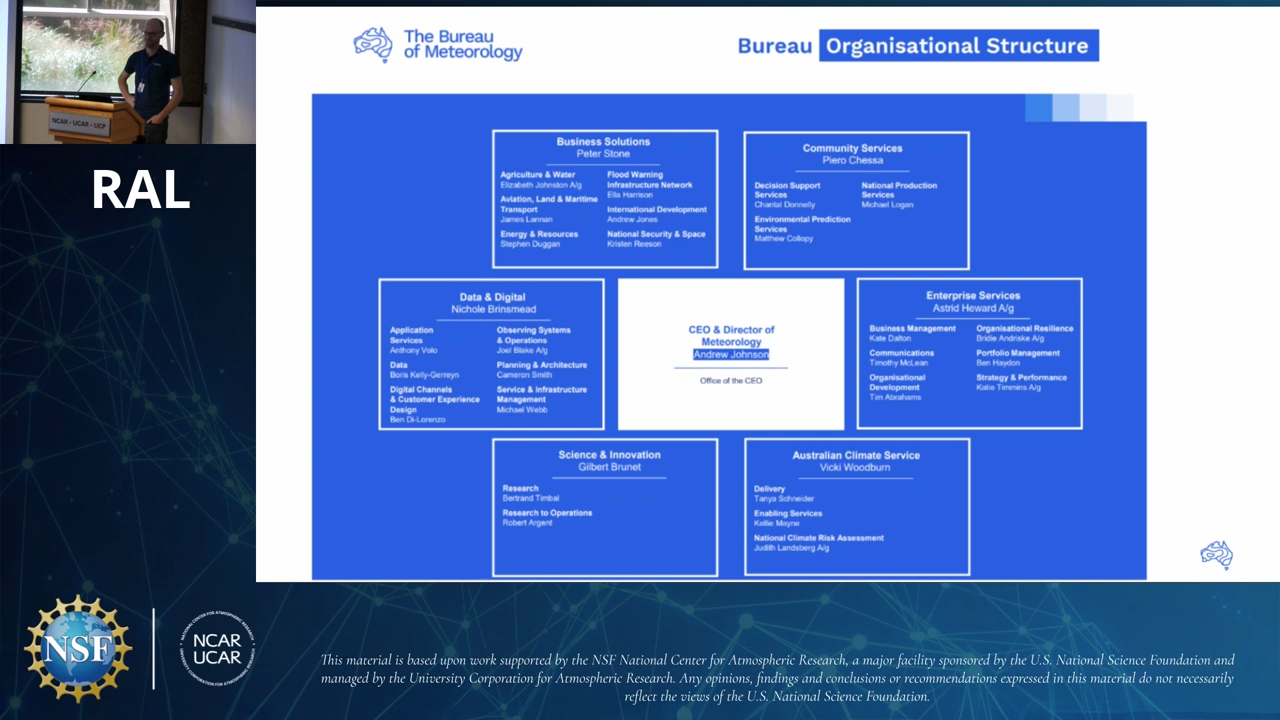 NCAR • UCAR • UCP
RAL
The Bureau
of Meteorology
Bureau Organisational Structure
Business Solutions
Peter Stone
Agriculture & Water
Elizabeth Johnston A/g
Aviation, Land & Maritime
Transport
James Lannan
Energy & Resources
Stephen Duggan
Flood Warning
Infrastructure Network
Ella Harrison
International Development
Andrew Jones
National Security & Space
Kristen Reeson
Community Services
Piero Chessa
Decision Support
Services
Chantal Donnelly
Environmental Prediction
Services
Matthew Collopy
National Production
Services
Michael Logan
Data & Digital
Nichole Brinsmead
Application
Services
Anthony Volo
Data
Boris Kelly-Gerreyn
Digital Channels
& Customer Experience
Design
Ben Di-Lorenzo
Observing Systems
& Operations
Joel Blake A/g
Planning & Architecture
Cameron Smith
Service & Infrastructure
Management
Michael Webb
CEO & Director of
Meteorology
Andrew Johnson
Office of the CEO
Enterprise Services
Astrid Heward A/g
Business Management
Kate Dalton
Communications
Timothy McLean
Organisational
Development
Tim Abrahams
Organisational Resilience
Bridie Andriske A/g
Portfolio Management
Ben Haydon
Strategy & Performance
Katie Timmins A/g
Science & Innovation
Gilbert Brunet
Research
Bertrand Timbal
Research to Operations
Robert Argent
Australian Climate Service
Vicki Woodburn
Delivery
Tanya Schneider
Enabling Services
Kellie Mayne
National Climate Risk Assessment
Judith Landsberg A/g
NSF
NCAR
UCAR
This material is based upon work supported by the NSF National Center for Atmospheric Research, a major facility sponsored by the U.S. National Science Foundation and
managed by the University Corporation for Atmospheric Research. Any opinions, findings and conclusions or recommendations expressed in this material do not necessarily
reflect the views of the U.S. National Science Foundation.